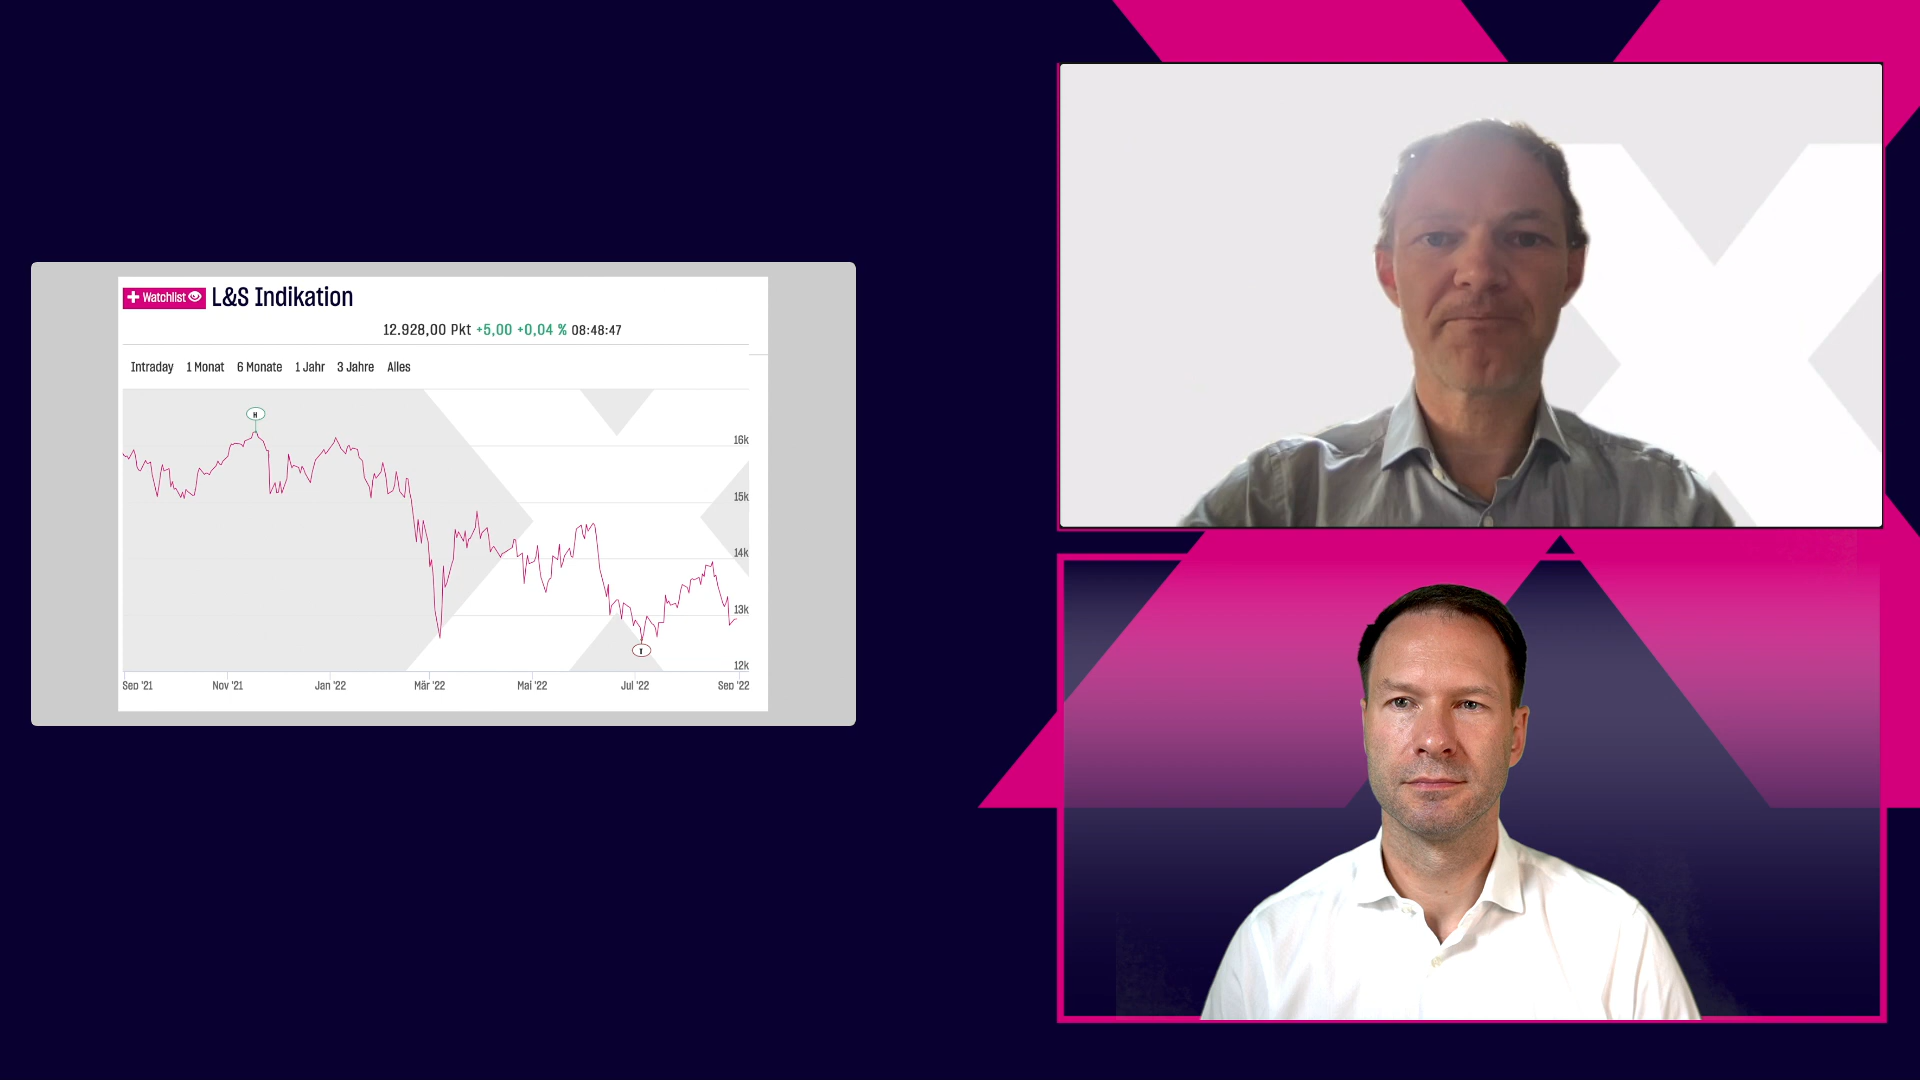 Watchlist L&S Indikation
12.928,00 Pkt +5,00 +0,04 % 08:48:47
Intraday 1 Monat 6 Monate 1 Jahr 3 Jahre Alles
H
16k
15k
14k
13k
T
12k
Sep '21 Nov '21 Jan '22 Mär '22 Mai '22 Jul '22 Sep '22